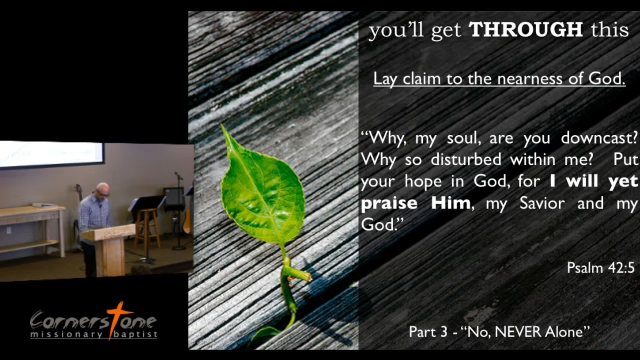 you'll get THROUGH this
Lay claim to the nearness of God.
“Why, my soul, are you downcast?
Why so disturbed within me? Put
your hope in God, for I will yet
praise Him, my Savior and my
God.”
Psalm 42:5
Part 3 - “No, NEVER Alone”
Cornerstone
missionary baptist